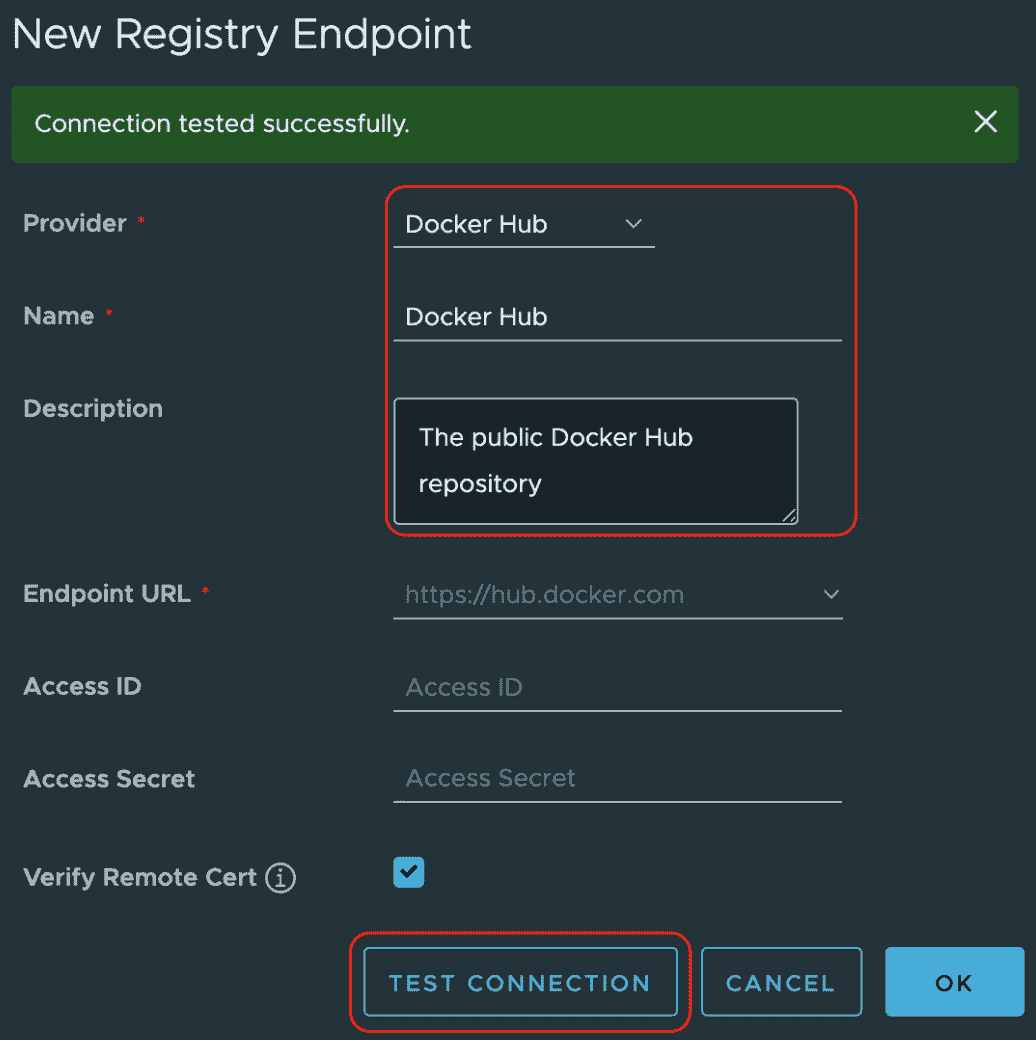 New Registry Endpoint
Connection tested successfully.
Provider *
Docker Hub
Name *
Docker Hub
Description
The public Docker Hub
repository
Endpoint URL *
https://hub.docker.com
Access ID
Access ID
Access Secret
Access Secret
Verify Remote Cert
TEST CONNECTION
CANCEL
OK